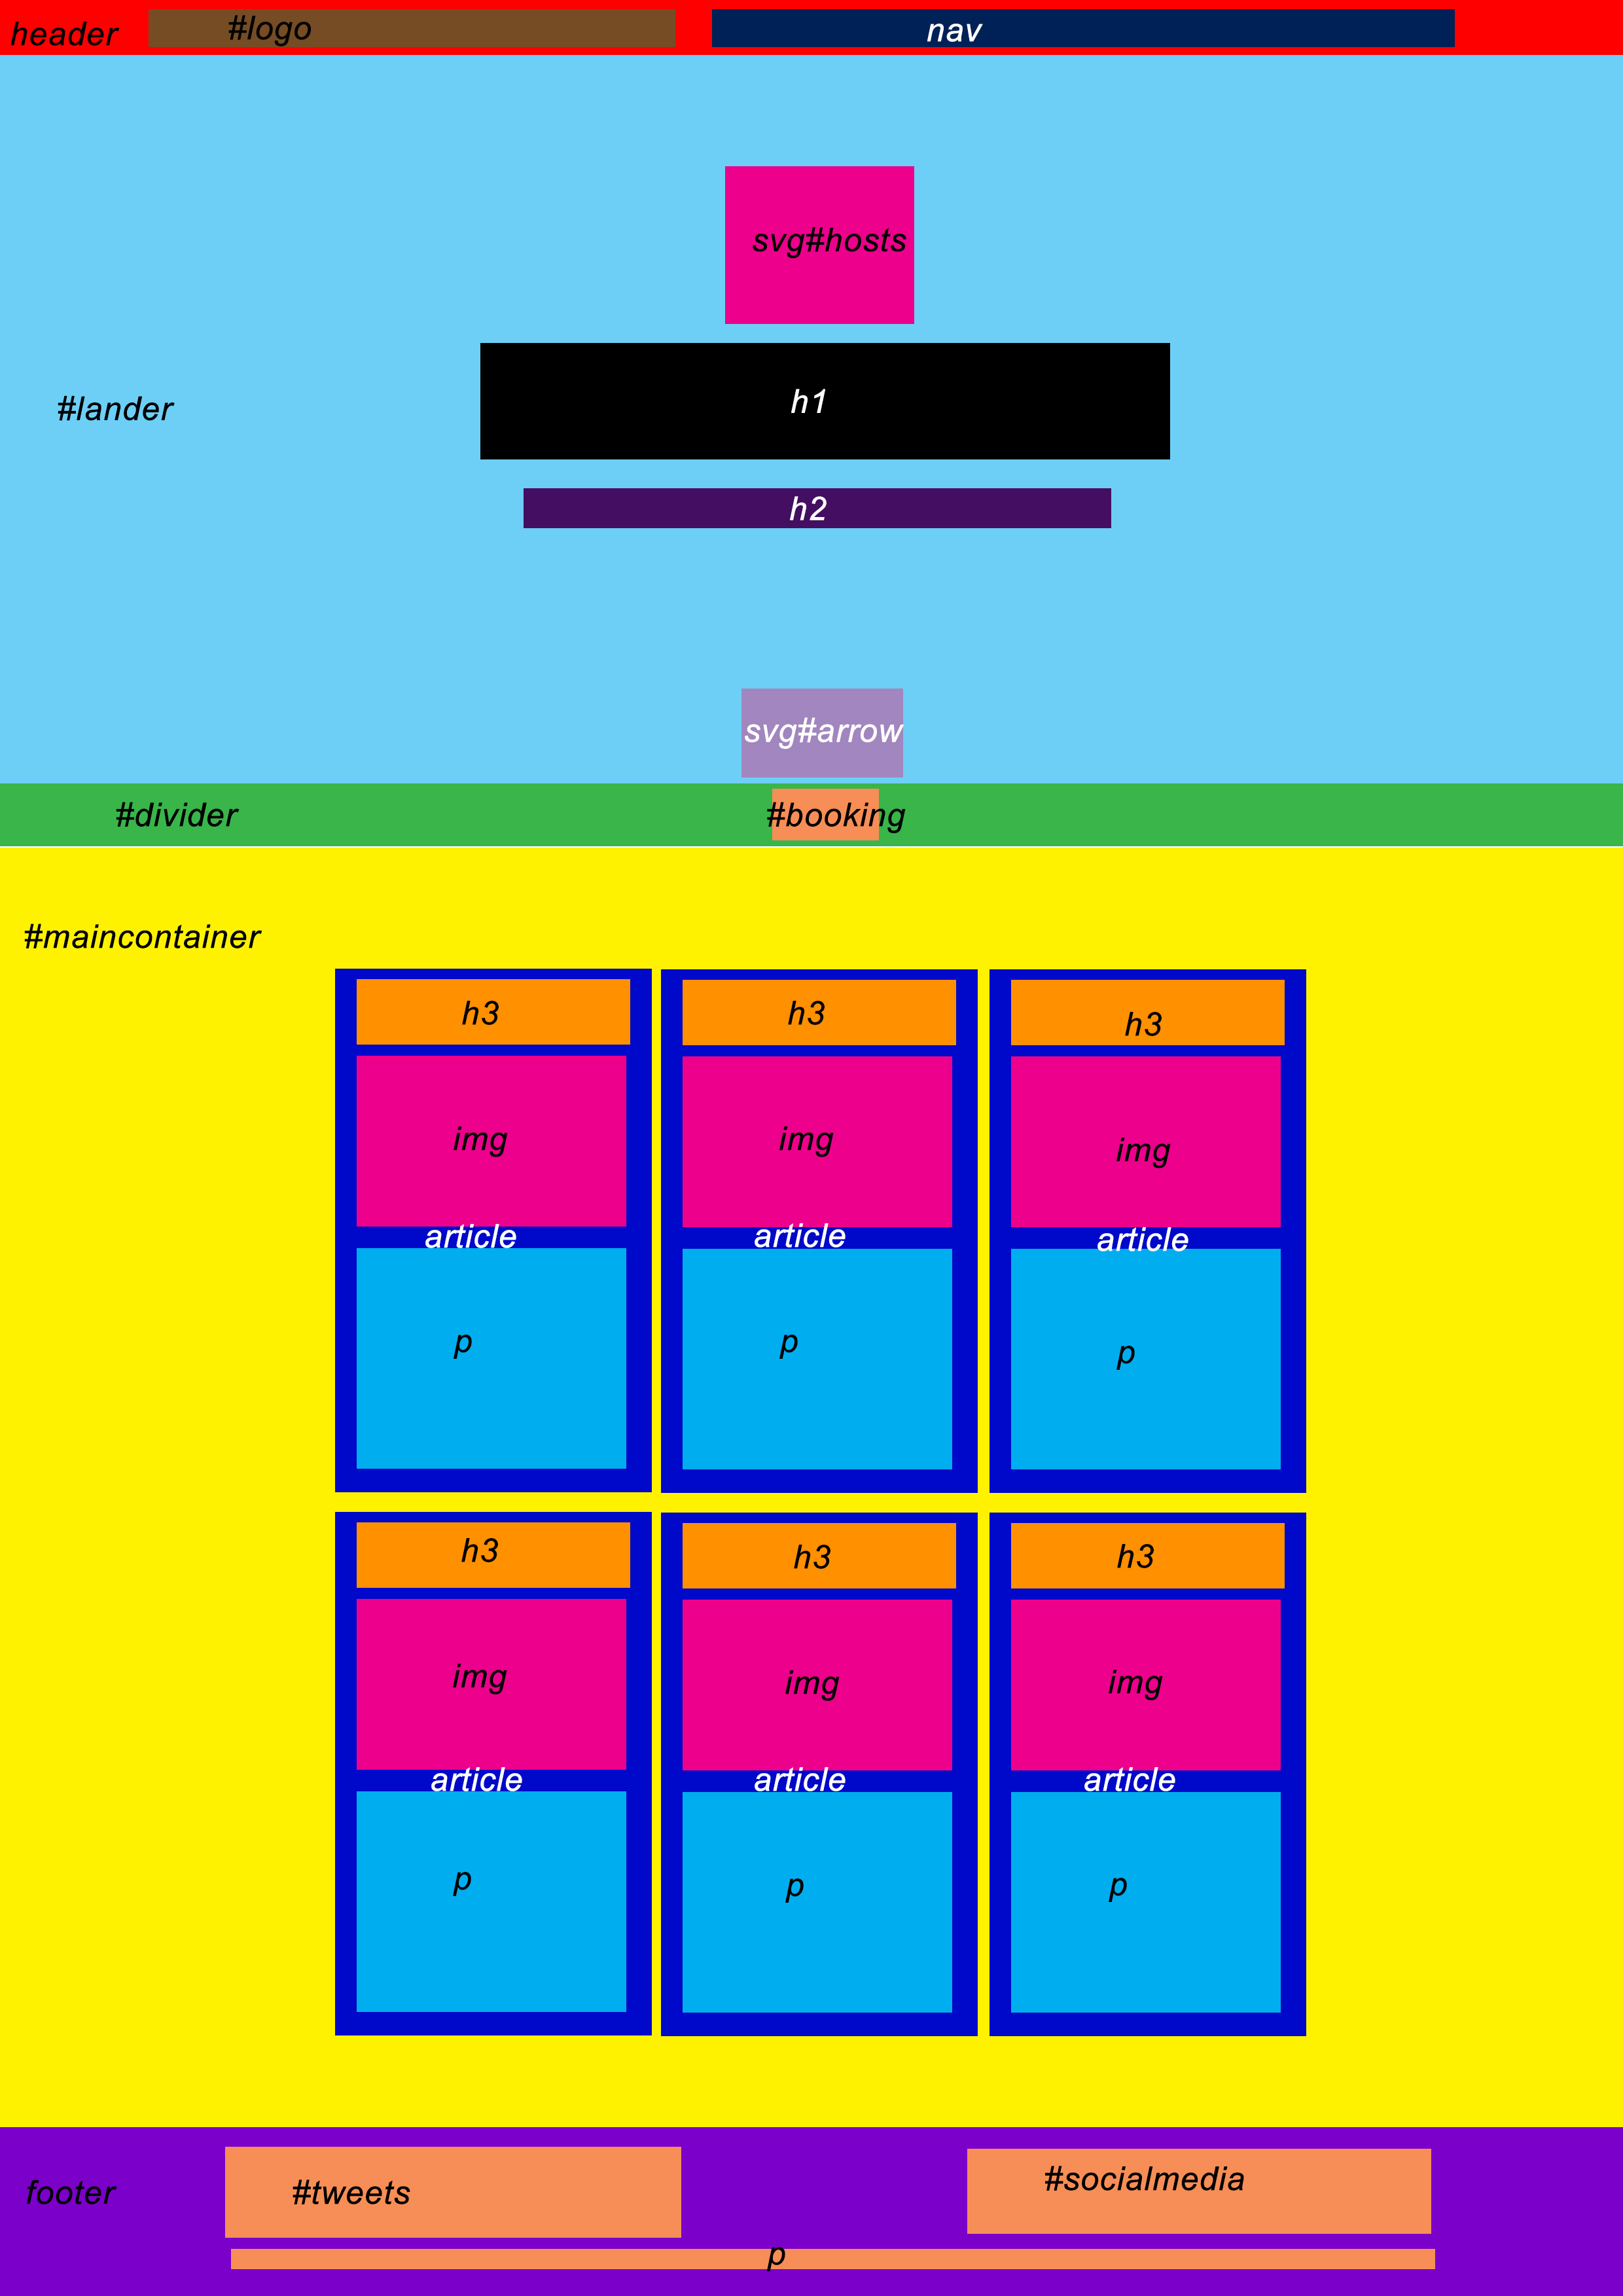 header
#logo
nav
svg#hosts
h1
#lander
h2
svg#arrow
#divider
#booking
#maincontainer
h3
h3
h3
img
img
img
article
article
article
p
p
p
h3
h3
h3
img
img
img
article
article
article
p
p
p
footer
#tweets
#socialmedia
p